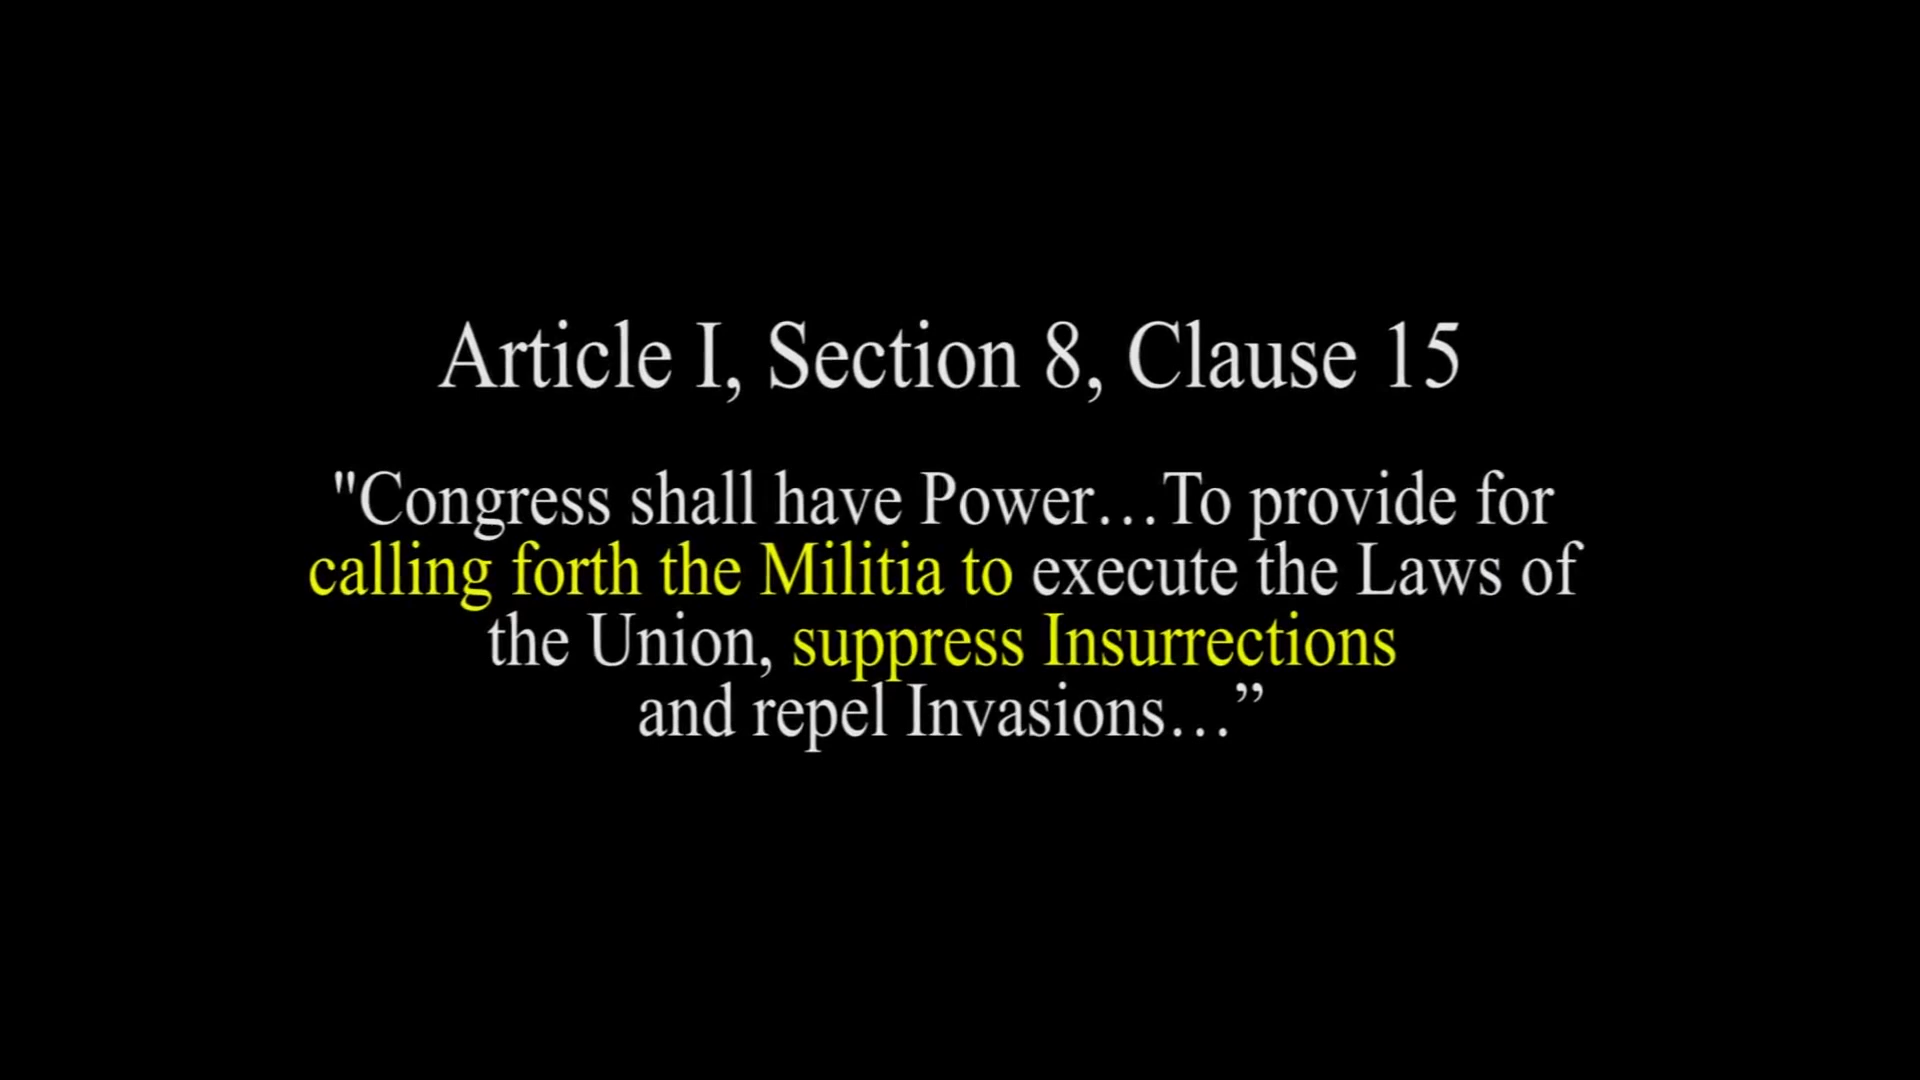 Article I, Section 8, Clause 15
"Congress shall have Power…To provide for
calling forth the Militia to execute the Laws of
the Union, suppress Insurrections
and repel Invasions…”